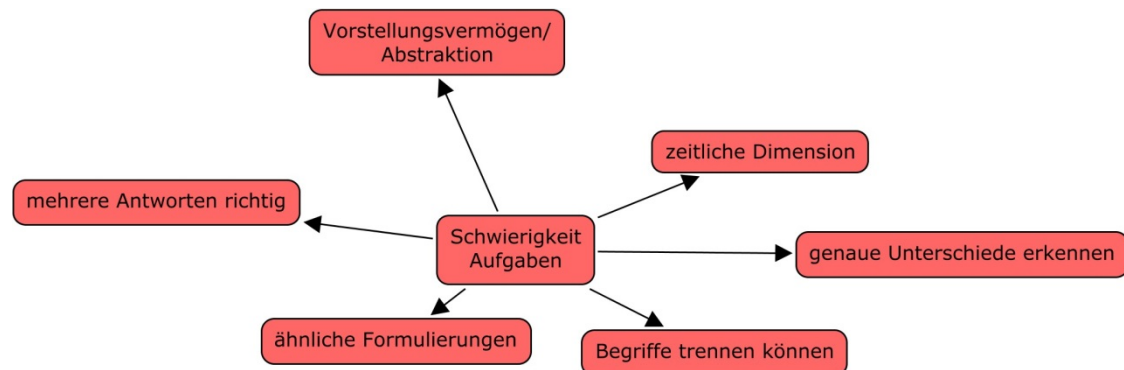 Vorstellungsvermögen/
Abstraktion
zeitliche Dimension
mehrere Antworten richtig
Schwierigkeit
Aufgaben
genaue Unterschiede erkennen
ähnliche Formulierungen
Begriffe trennen können